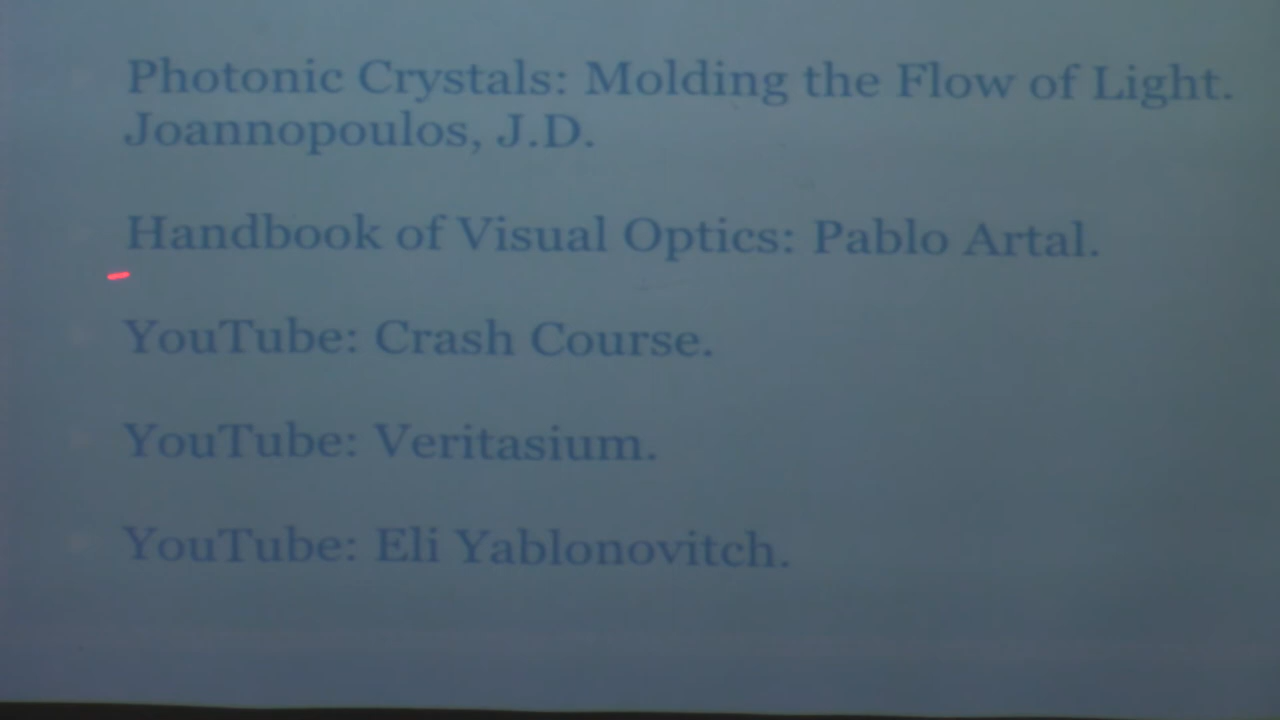 Photonic Crystals: Molding the Flow of Light.
Joannopoulos, J.D.
Handbook of Visual Optics: Pablo Artal.
YouTube: Crash Course.
YouTube: Veritasium.
YouTube: Eli Yablonovitch.